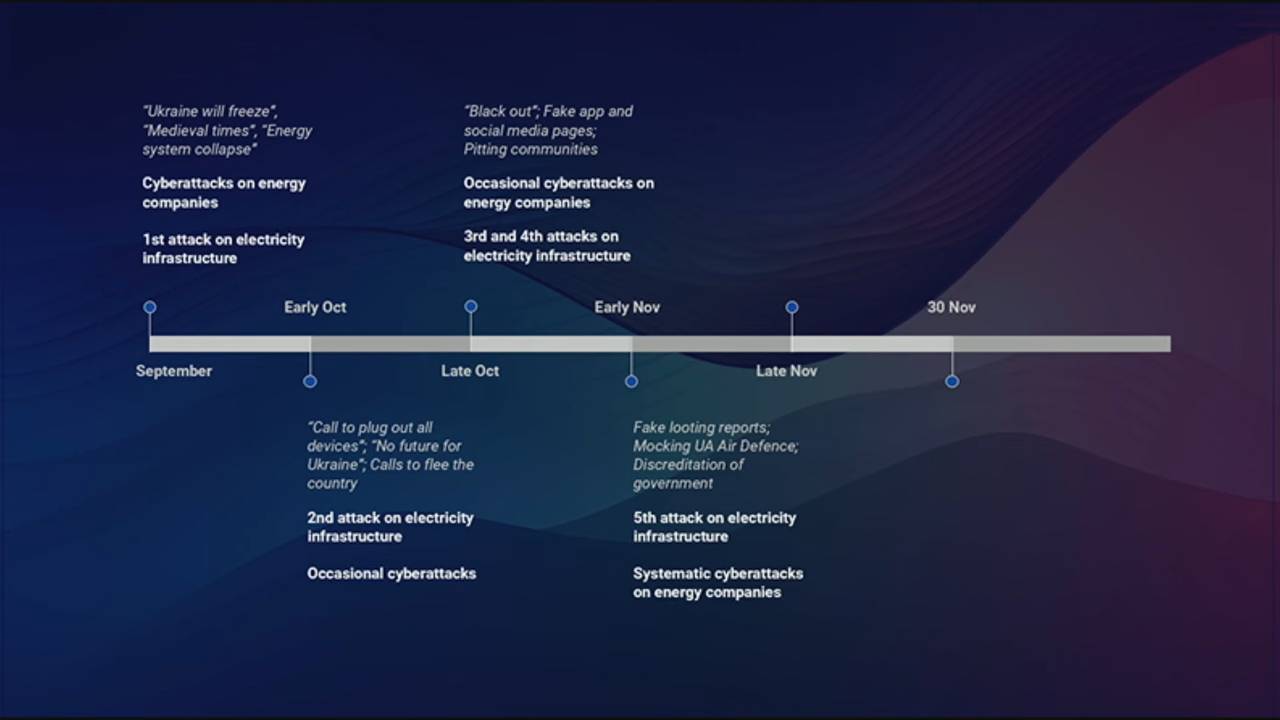 “Ukraine will freeze”,
“Medieval times”, “Energy
system collapse”
Cyberattacks on energy
companies
1st attack on electricity
infrastructure
“Black out”; Fake app and
social media pages;
Pitting communities
Occasional cyberattacks on
energy companies
3rd and 4th attacks on
electricity infrastructure
Early Oct
Early Nov
30 Nov
September
Late Oct
Late Nov
“Call to plug out all
devices”; “No future for
Ukraine”; Calls to flee the
country
2nd attack on electricity
infrastructure
Occasional cyberattacks
Fake looting reports;
Mocking UA Air Defence;
Discreditation of
government
5th attack on electricity
infrastructure
Systematic cyberattacks
on energy companies